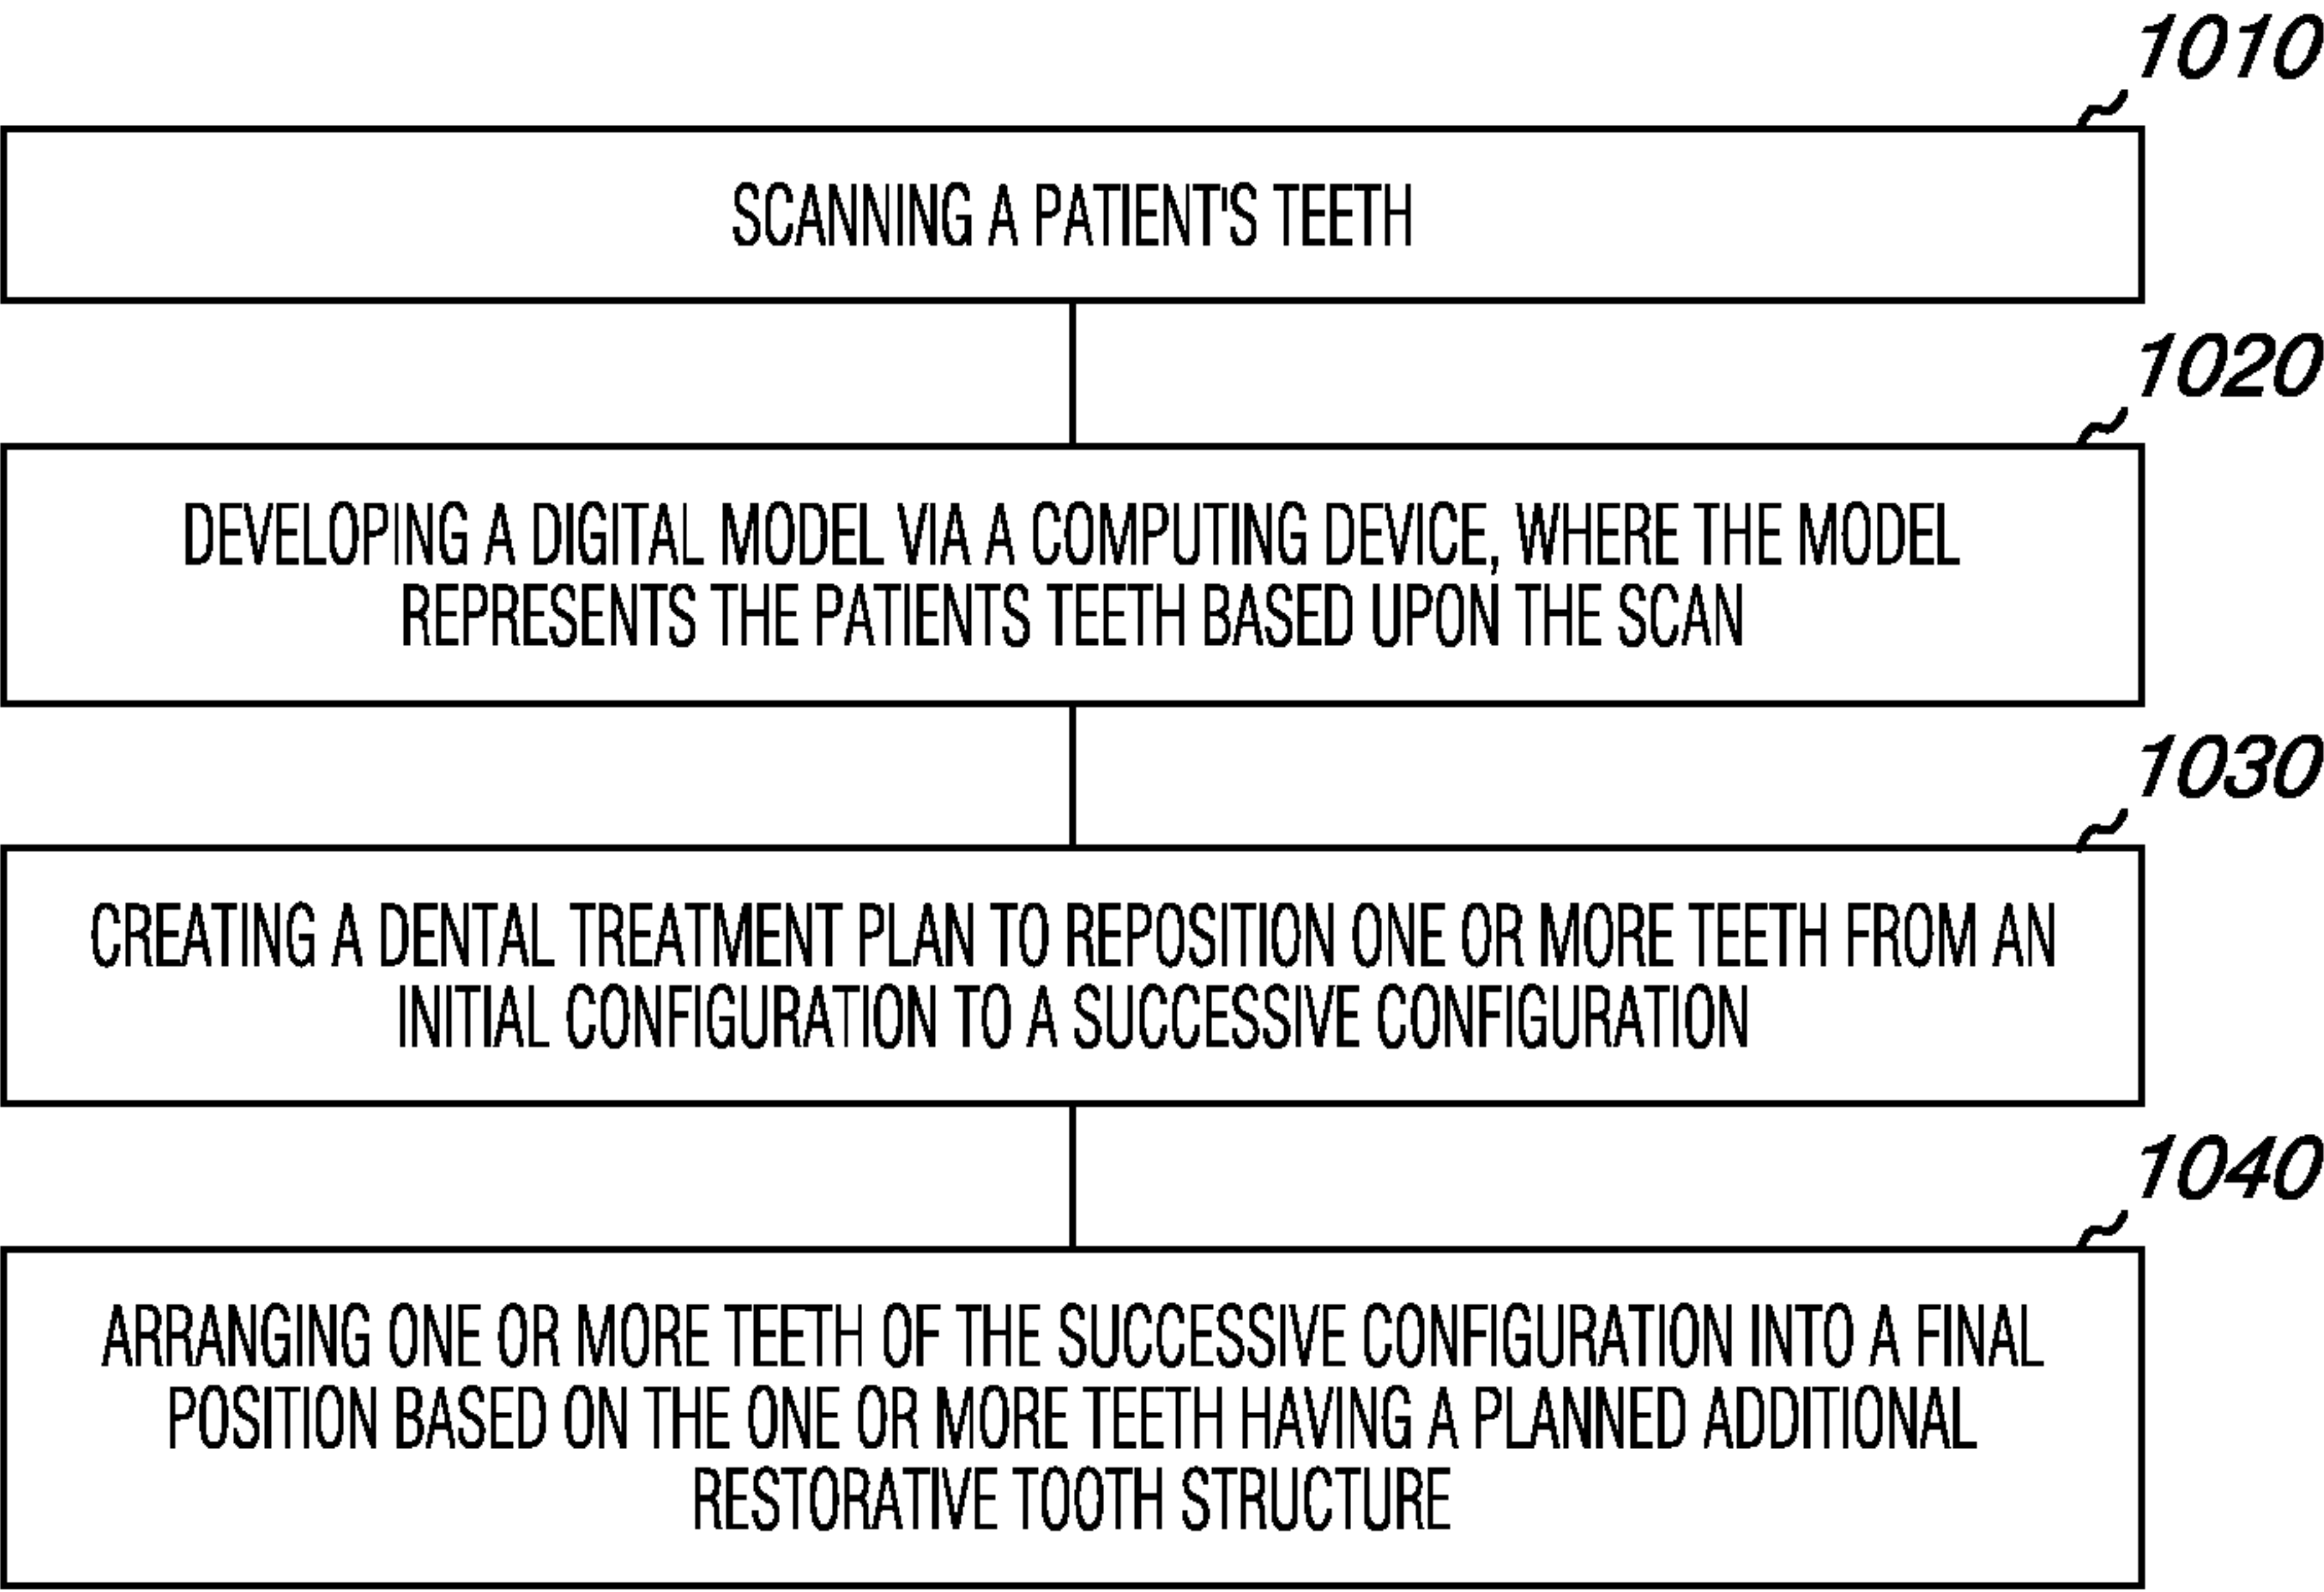 1010
SCANNING A PATIENT'S TEETH
1020
DEVELOPING A DIGITAL MODEL VIA A COMPUTING DEVICE, WHERE THE MODEL
REPRESENTS THE PATIENTS TEETH BASED UPON THE SCAN
1030
CREATING A DENTAL TREATMENT PLAN TO REPOSITION ONE OR MORE TEETH FROM AN
INITIAL CONFIGURATION TO A SUCCESSIVE CONFIGURATION
1040
ARRANGING ONE OR MORE TEETH OF THE SUCCESSIVE CONFIGURATION INTO A FINAL
POSITION BASED ON THE ONE OR MORE TEETH HAVING A PLANNED ADDITIONAL
RESTORATIVE TOOTH STRUCTURE